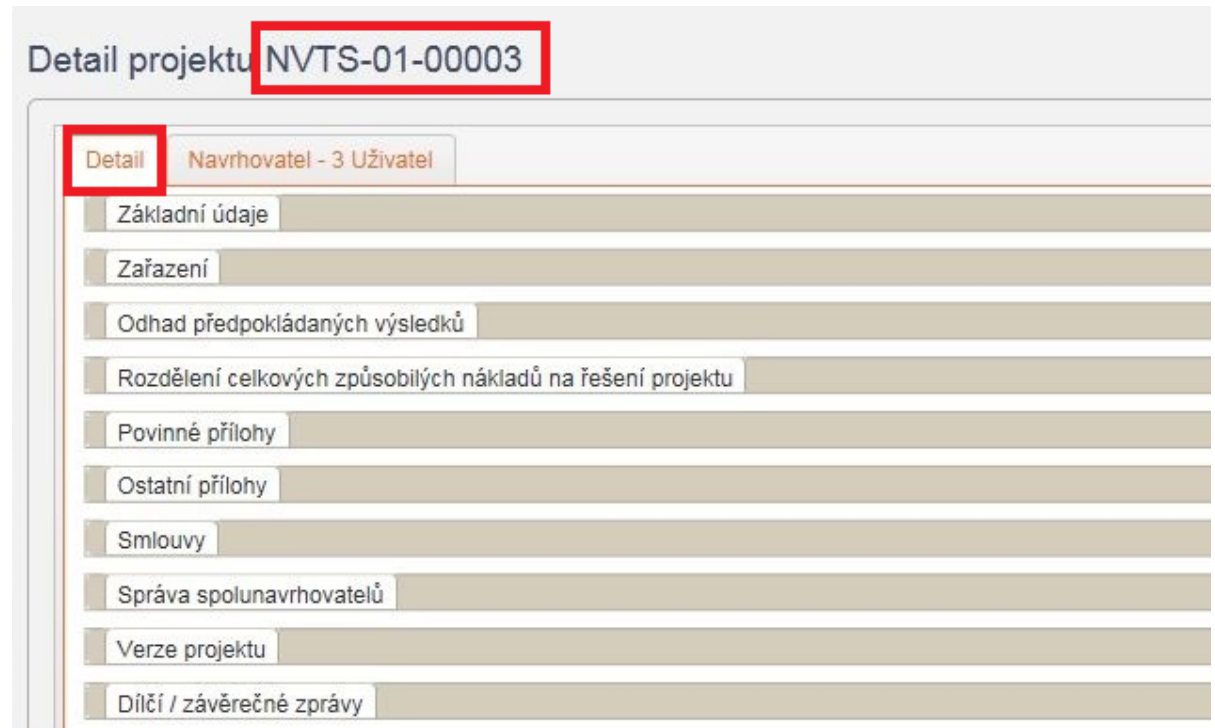 Detail projektu NVTS-01-00003
Detail Navrhovatel - 3 Uživatel
Základní údaje
Zařazení
Odhad předpokládaných výsledků
Rozdělení celkových způsobilých nákladů na řešení projektu
Povinné přílohy
Ostatní přílohy
Smlouvy
Správa spolunavrhovatelů
Verze projektu
Dílčí / závěrečné zprávy